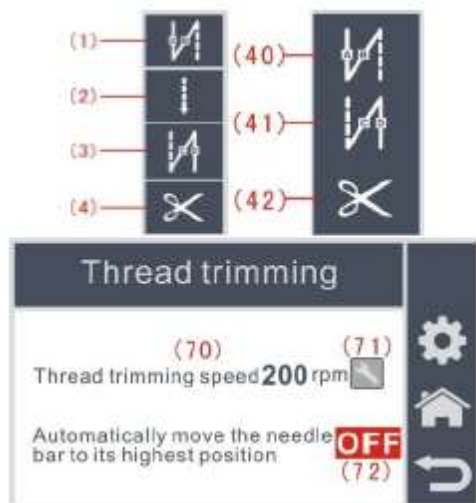 (1)
(2)
(3)
(4)
(40)
(41)
(42)
A B
C D
Thread trimming
(70)
(71)
Thread trimming speed 200 rpm
Automatically move the needle
bar to its highest position
OFF
(72)